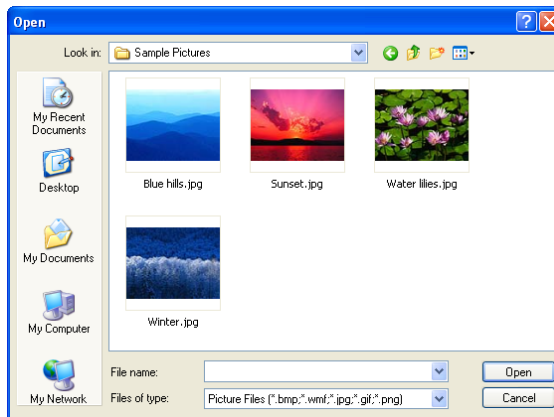 Open
Look in:
Sample Pictures
My Recent
Documents
Desktop
My Documents
My Computer
My Network
Blue hills.jpg
Sunset.jpg
Water lilies.jpg
Winter.jpg
File name:
Open
Files of type:
Picture Files (*.bmp;*.wmf;*.jpg;*.gif;*.png)
Cancel